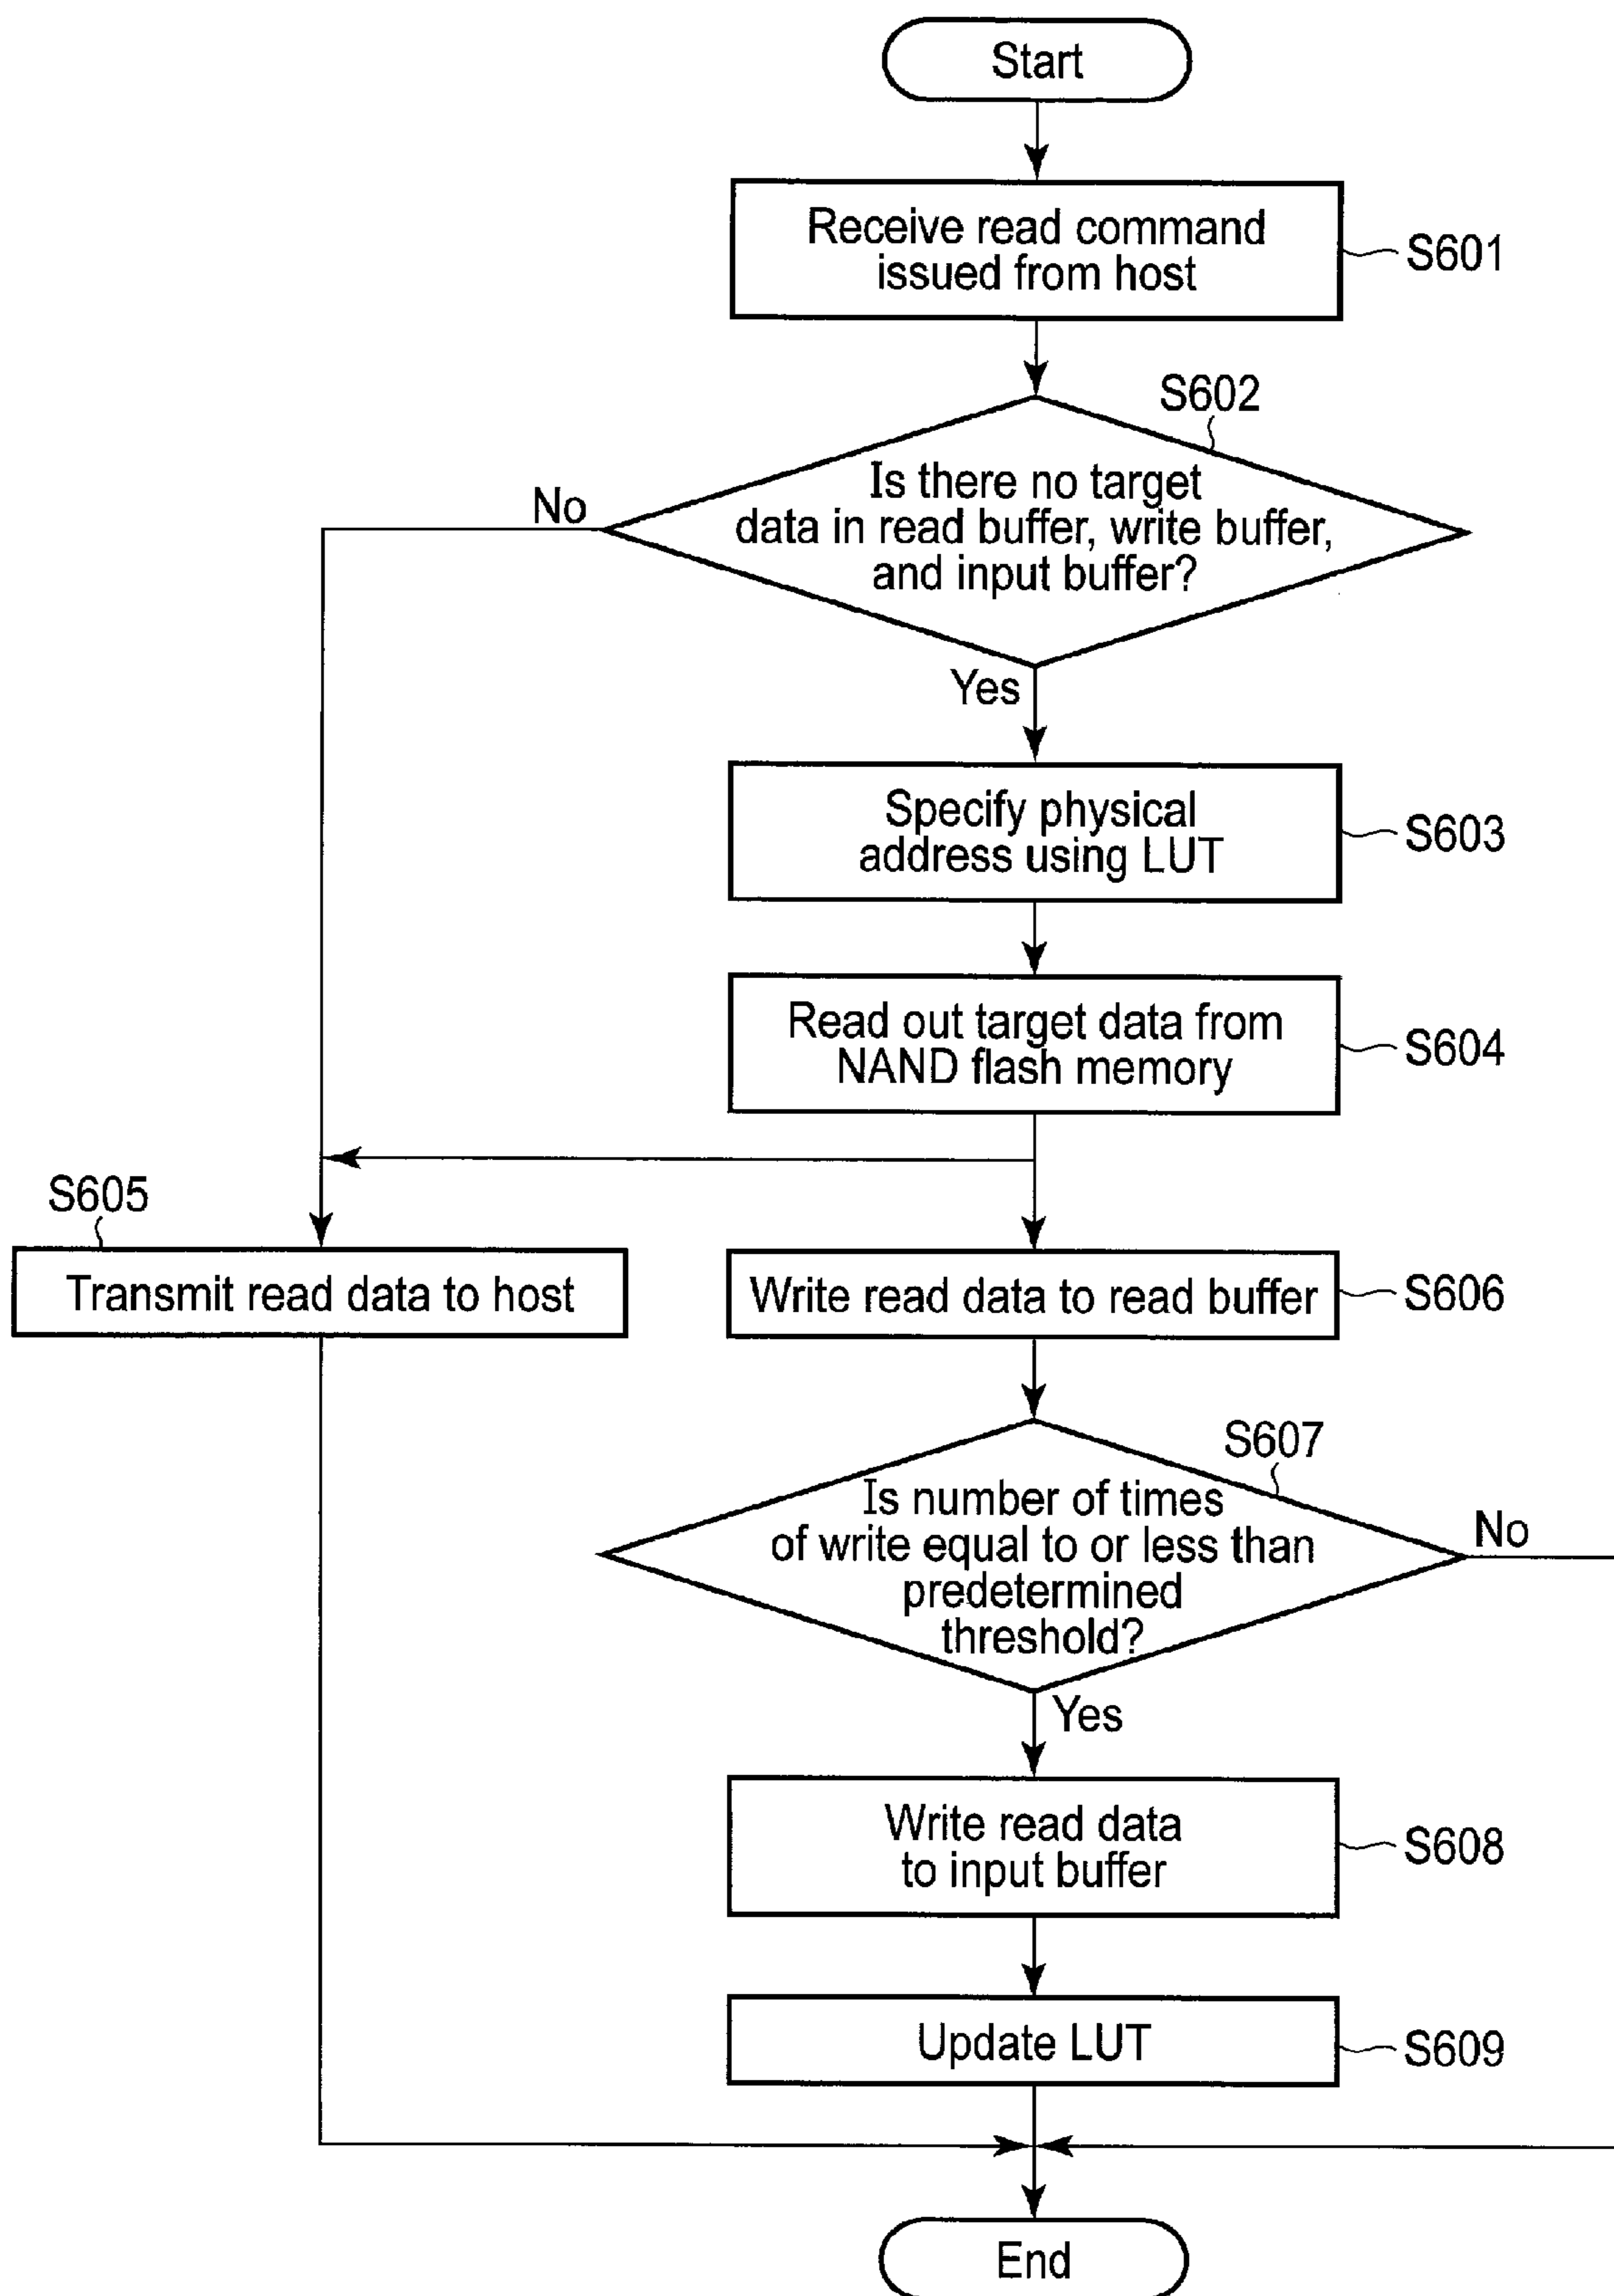 Start
Receive read command
issued from host
S601
S602
Is there no target
data in read buffer, write buffer,
and input buffer?
No
Yes
Specify physical
address using LUT
S603
Read out target data from
NAND flash memory
S604
S605
Transmit read data to host
Write read data to read buffer
S606
S607
Is number of times
of write equal to or less than
predetermined
threshold?
No
Yes
Write read data
to input buffer
S608
Update LUT
S609
End